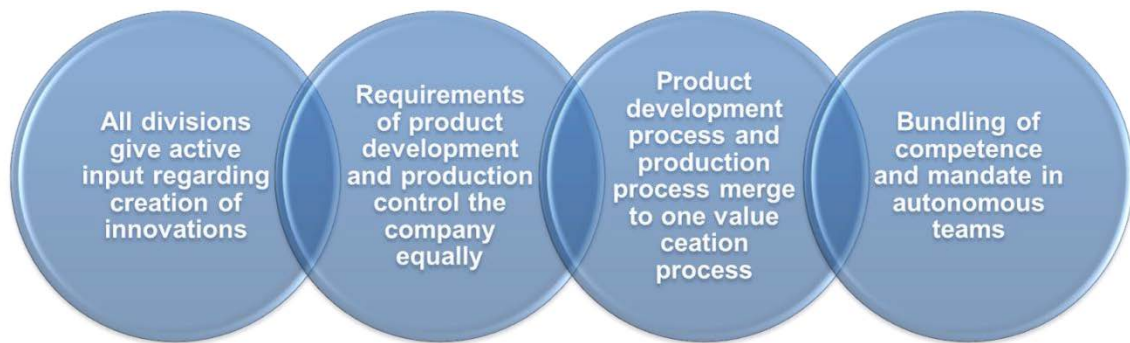 All divisions
give active
input regarding
creation of
innovations
Requirements
of product
development
and production
control the
company
equally
Product
development
process and
production
process merge
to one value
ceation
process
Bundling of
competence
and mandate in
autonomous
teams